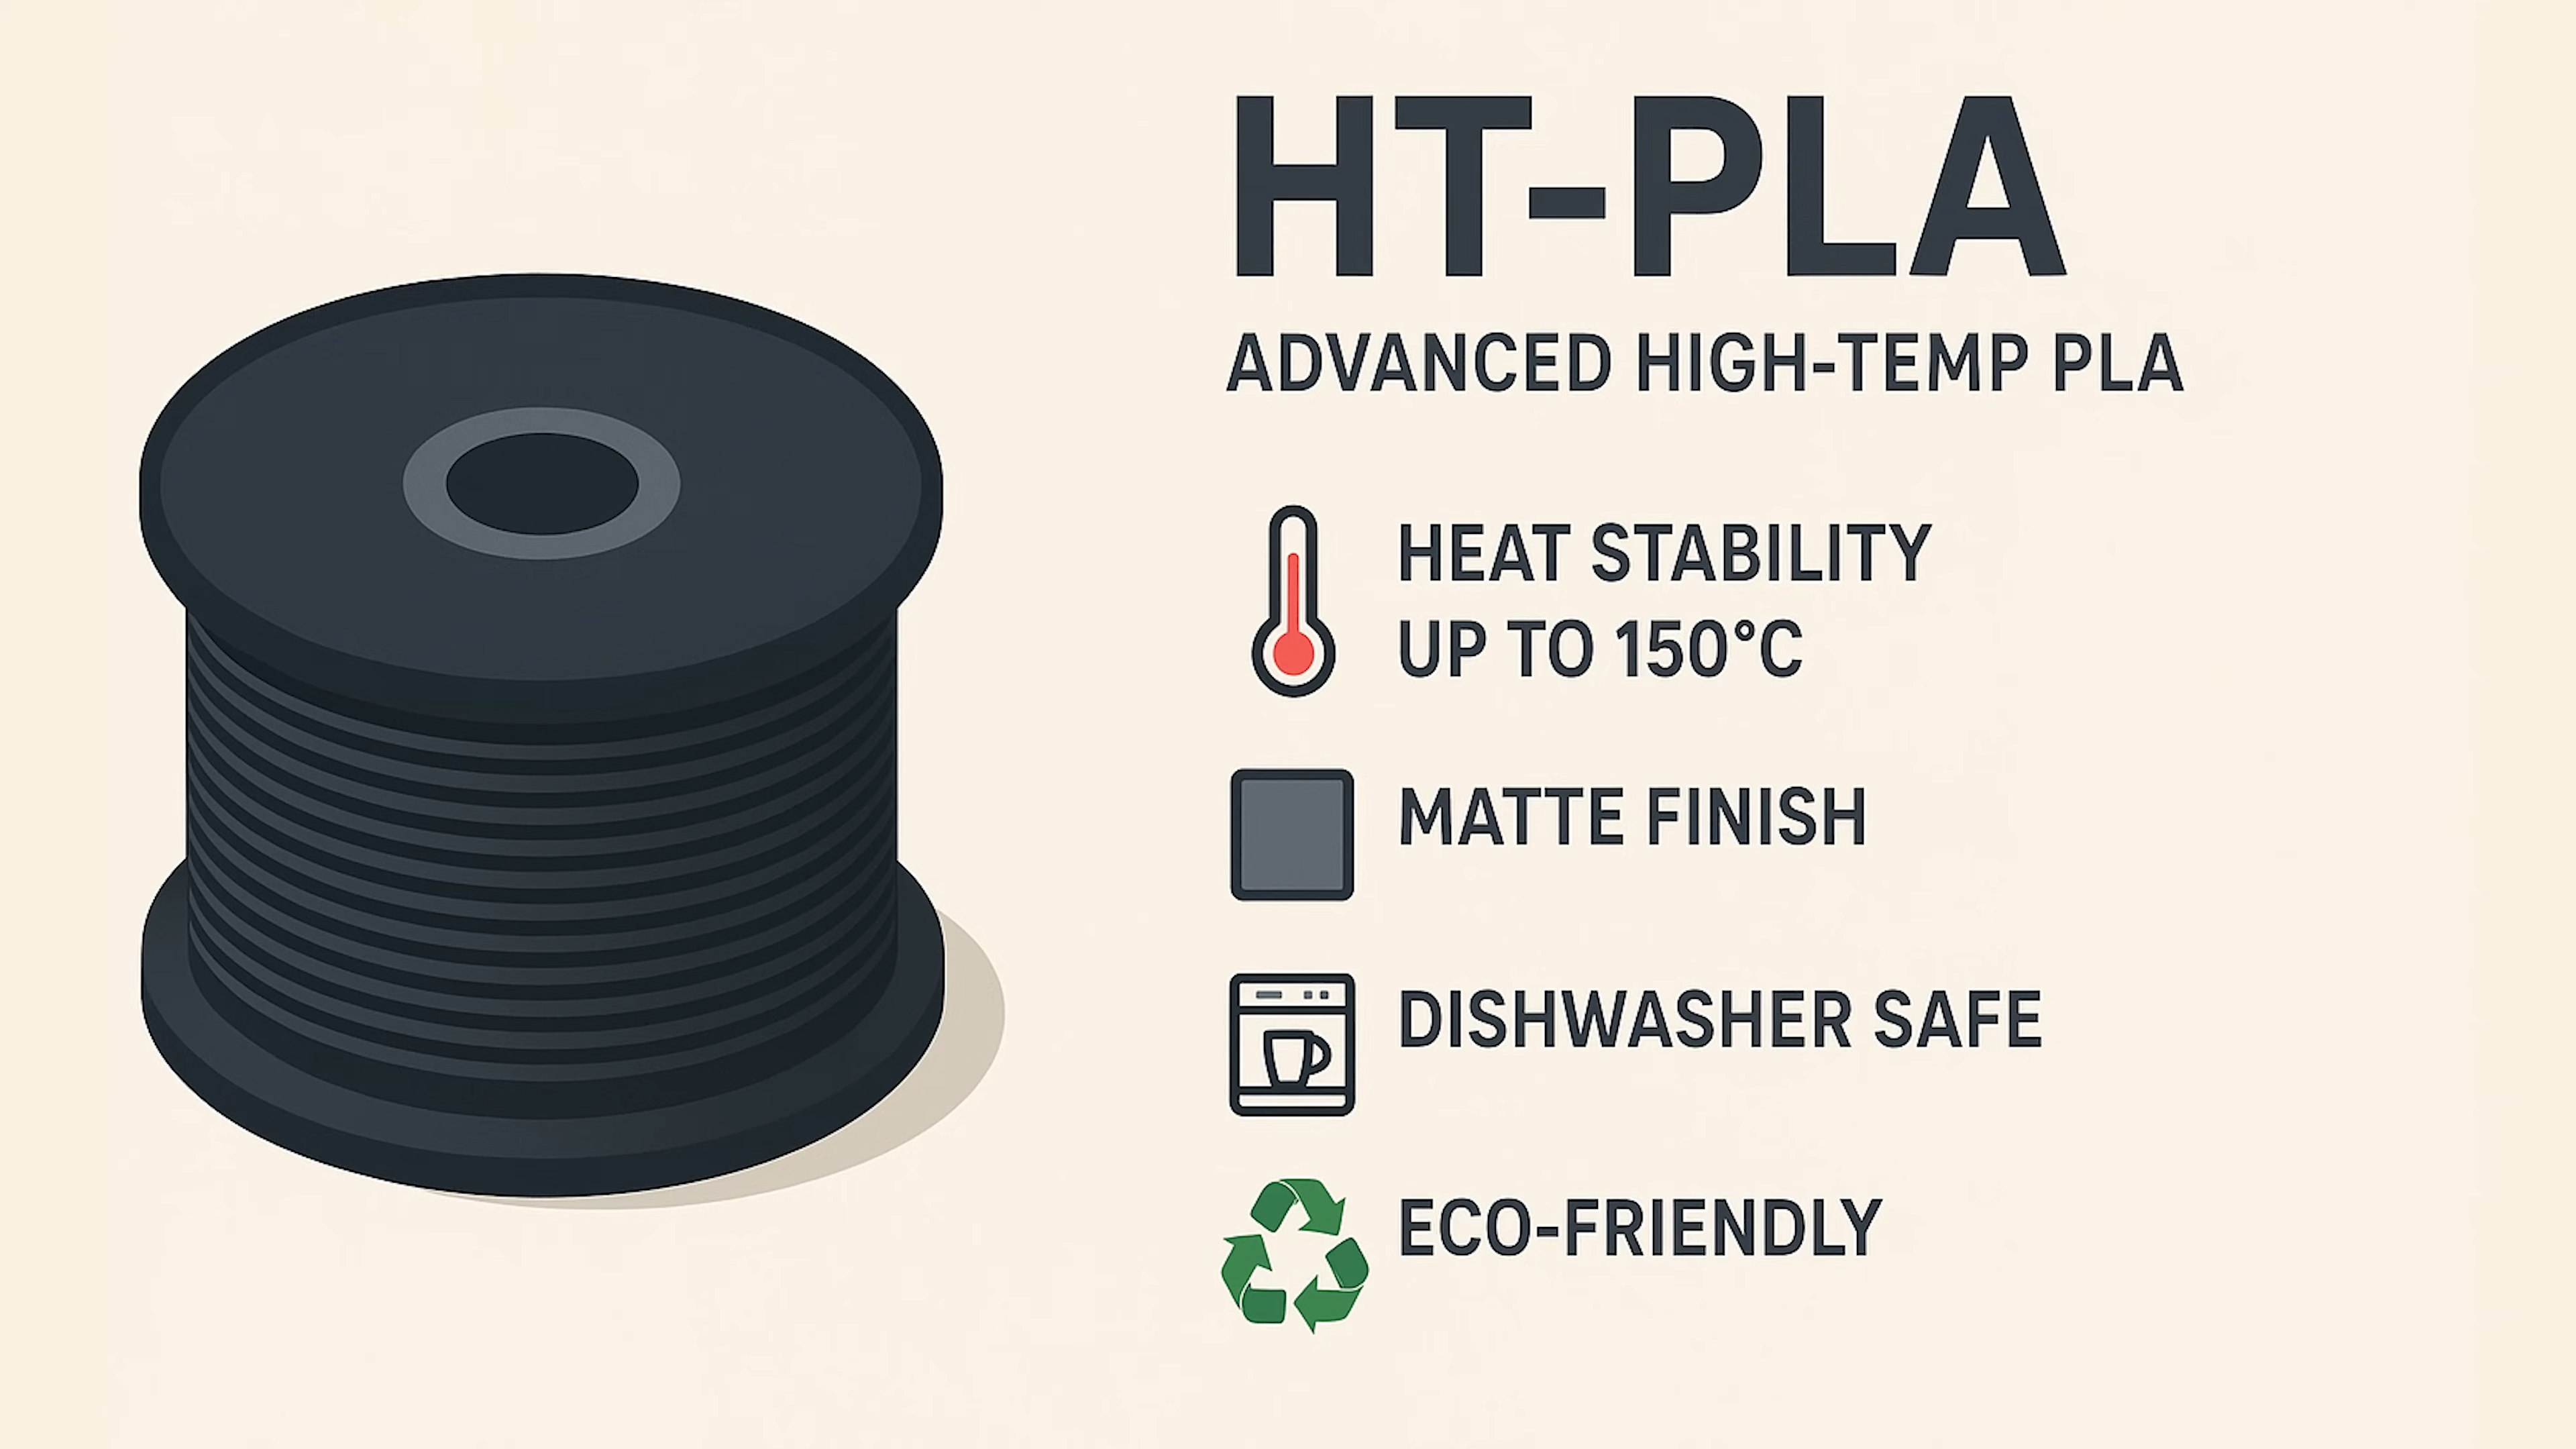 HT-PLA
ADVANCED HIGH-TEMP PLA
HEAT STABILITY
UP TO 150°C
MATTE FINISH
DISHWASHER SAFE
ECO-FRIENDLY